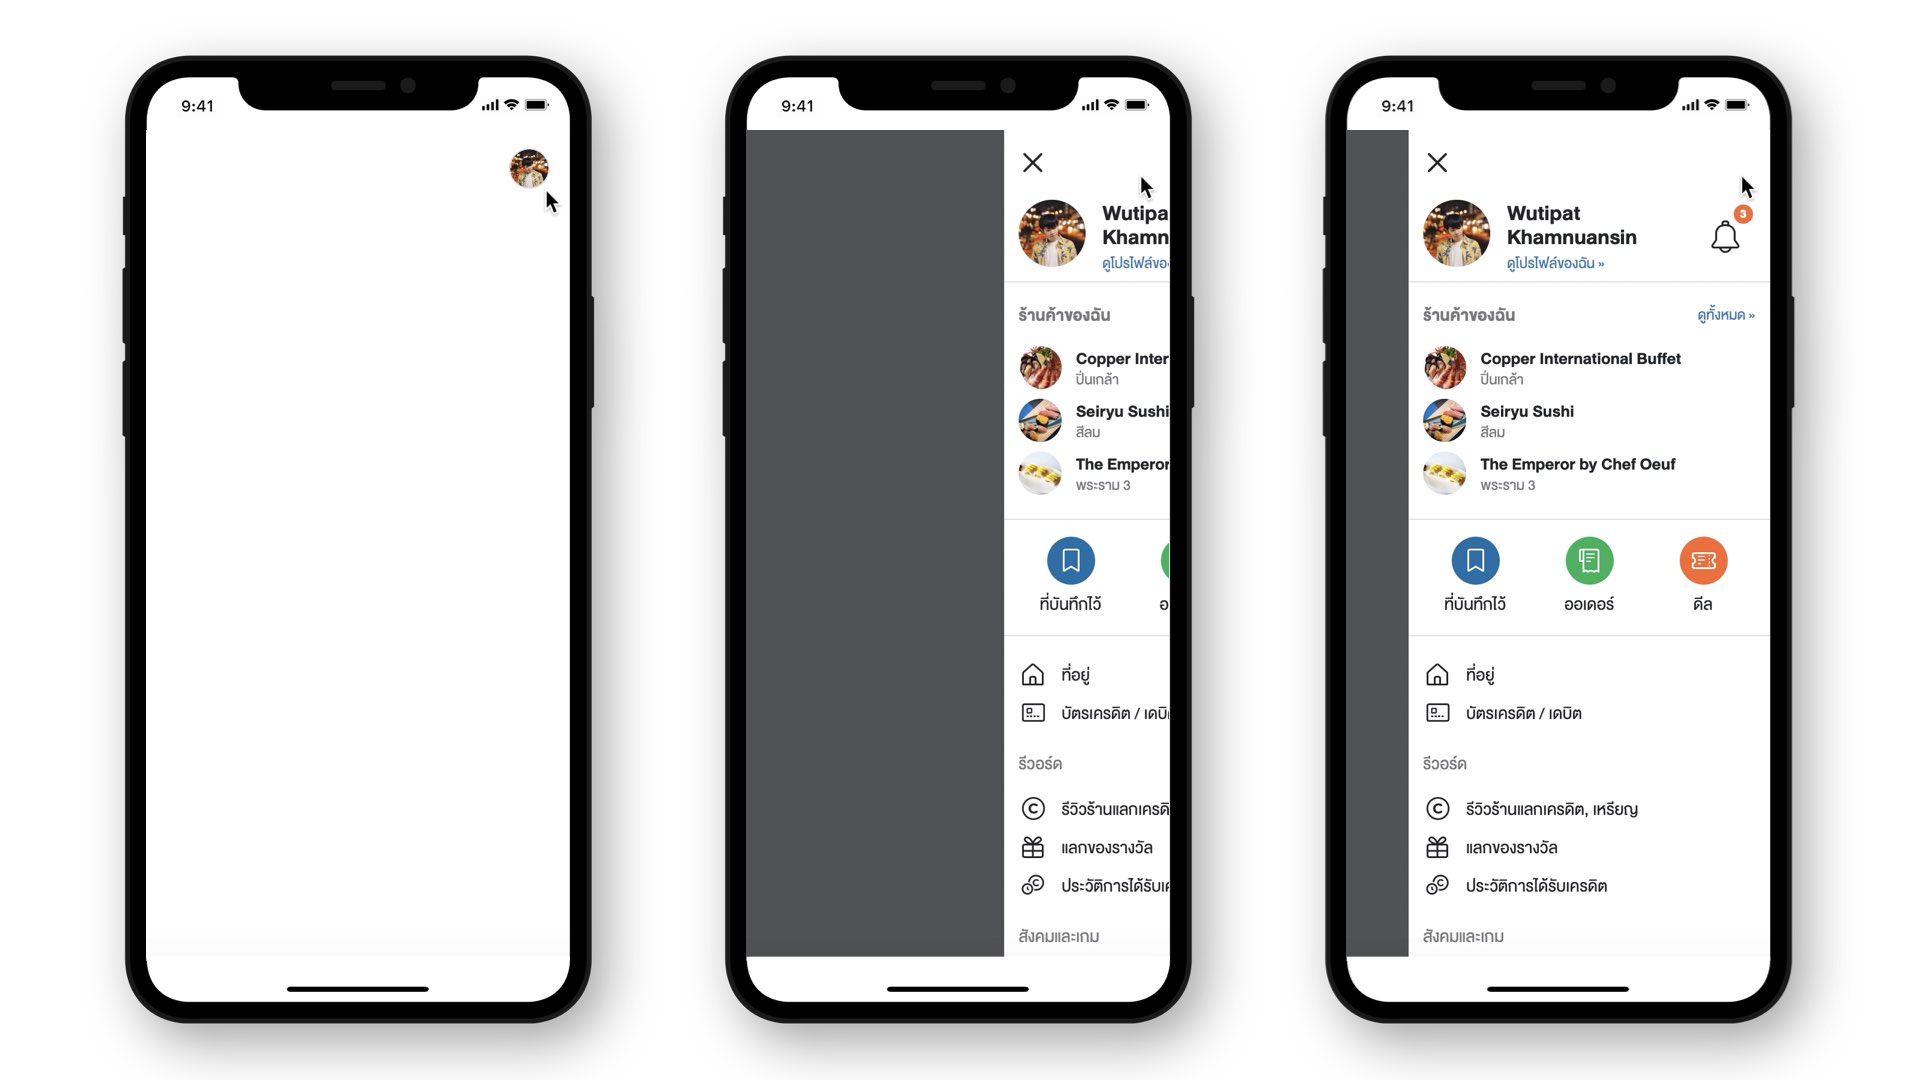 9:41
9:41
Wutipa
Khamn
ดูโปรไฟล์ขอ
ร้านค้าของฉัน
Copper Inter
ปิ่นเกล้า
Seiryu Sushi
สีลม
The Emperor
พระราม 3
ที่บันทึกไว้
อ
ที่อยู่
บัตรเครดิต / เดบิ
รีวอร์ด
รีวิวร้านแลกเครดิ
แลกของรางวัล
ประวัติการได้รับเค
สังคมและเกม
9:41
Wutipat
Khamnuansin
3
ดูโปรไฟล์ของฉัน »
ร้านค้าของฉัน ดูทั้งหมด »
Copper International Buffet
ปิ่นเกล้า
Seiryu Sushi
สีลม
The Emperor by Chef Oeuf
พระราม 3
ที่บันทึกไว้ ออเดอร์ ดีล
ที่อยู่
บัตรเครดิต / เดบิต
รีวอร์ด
รีวิวร้านแลกเครดิต, เหรียญ
แลกของรางวัล
ประวัติการได้รับเครดิต
สังคมและเกม